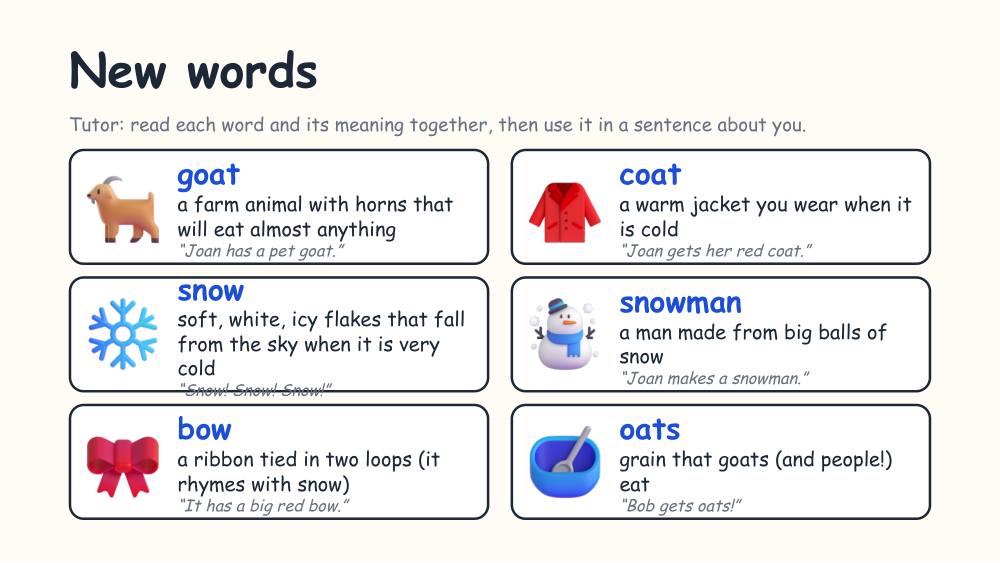 New words
Tutor: read each word and its meaning together, then use it in a sentence about you.
goat
a farm animal with horns that
will eat almost anything
“Joan has a pet goat.”
coat
a warm jacket you wear when it
is cold
“Joan gets her red coat.”
snow
soft, white, icy flakes that fall
from the sky when it is very
cold
“Snow! Snow! Snow!”
snowman
a man made from big balls of
snow
“Joan makes a snowman.”
bow
a ribbon tied in two loops (it
rhymes with snow)
“It has a big red bow.”
oats
grain that goats (and people!)
eat
“Bob gets oats!”